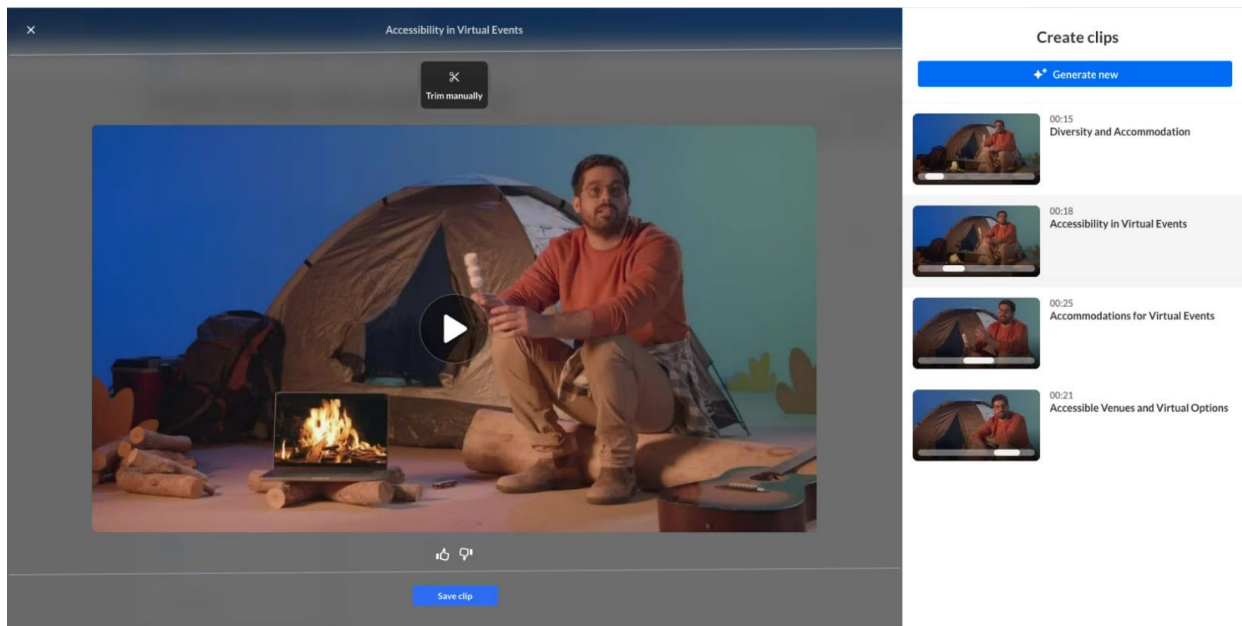 Accessibility in Virtual Events
Trim manually
Save clip
Create clips
Generate new
00:15
Diversity and Accommodation
00:18
Accessibility in Virtual Events
00:25
Accommodations for Virtual Events
00:21
Accessible Venues and Virtual Options